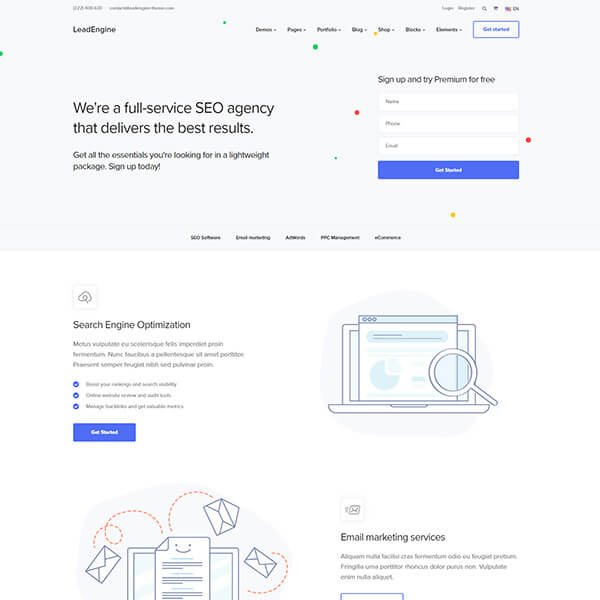 (222) 400-630 contact@leadengine-theme.com Login Register EN
LeadEngine Demos Pages Portfolio Blog Shop Blocks Elements Get started
Sign up and try Premium for free
We're a full-service SEO agency
that delivers the best results.
Get all the essentials you're looking for in a lightweight
package. Sign up today!
Name
Phone
Email
Get Started
SEO Software Email marketing AdWords PPC Management eCommerce
Search Engine Optimization
Motus vulputate eu scelerisque felis imperdiet proin
fermentum. Nunc faucibus a pellentesque sit amet porttitor.
Praesent semper feugiat nibh sed pulvinar proin.
Boost your rankings and search visibility
Online website review and audit tools
Manage backlinks and get valuable metrics
Get Started
Email marketing services
Aliquam nulla facilisi cras fermentum odio eu feugiat pretium.
Fringilla urna porttitor rhoncus dolor purus non. Vulputate
enim nulla aliquet.